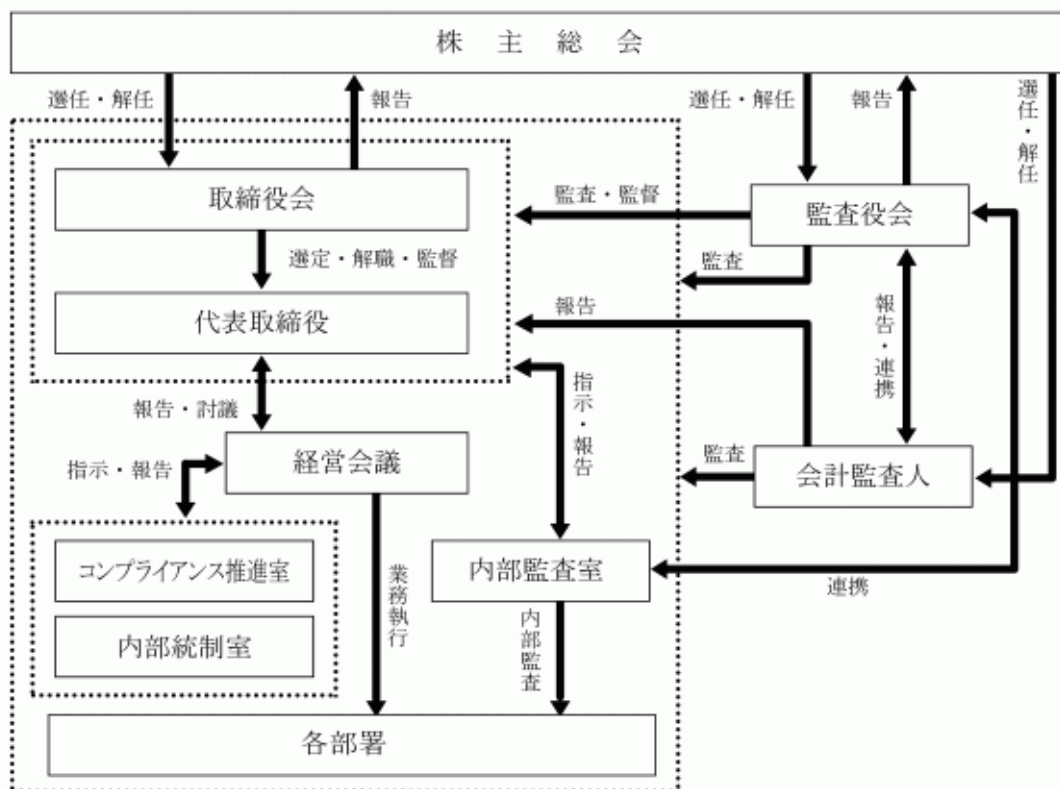 株主総会
選任・解任
報告
選任・解任
報告
選任・解任
取締役会
監査・監督
監査役会
選定・解職・監督
監査
代表取締役
報告
報告・連携
報告・討議
指示・報告
経営会議
指示・報告
監査
会計監査人
コンプライアンス推進室
業務執行
内部監査室
連携
内部統制室
内部監査
各部署